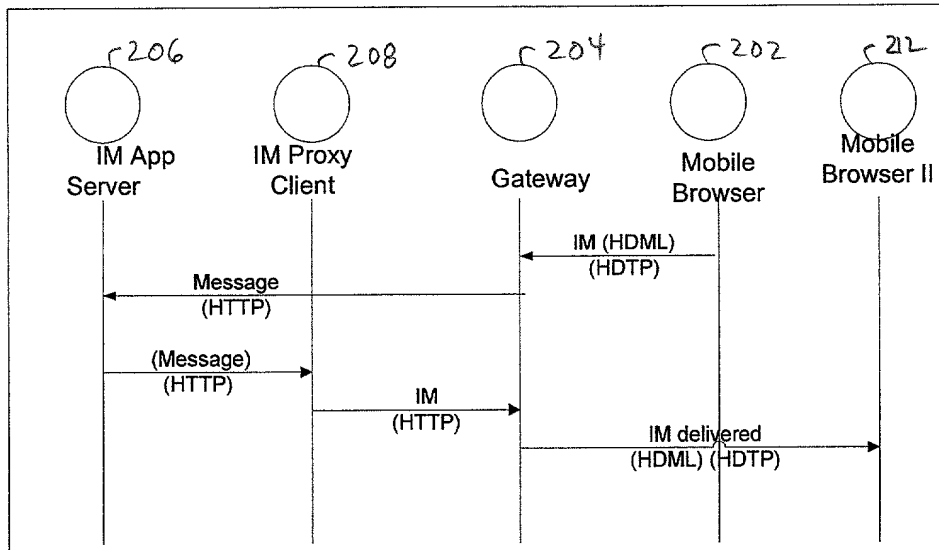 206
208
204
202
212
IM App
Server
IM Proxy
Client
Gateway
Mobile
Browser
Mobile
Browser II
IM (HDML)
(HDTP)
Message
(HTTP)
(Message)
(HTTP)
IM
(HTTP)
IM delivered
(HDML) (HDTP)